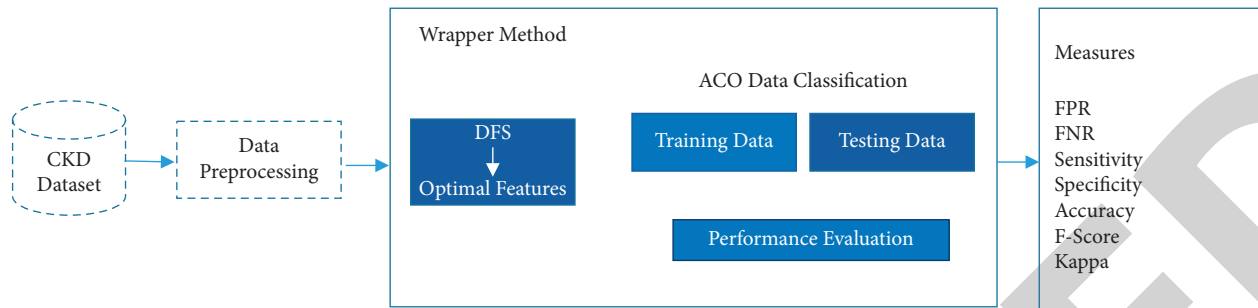 CKD
Dataset
Data
Preprocessing
Wrapper Method
DFS
Optimal Features
ACO Data Classification
Training Data
Testing Data
Performance Evaluation
Measures
FPR
FNR
Sensitivity
Specificity
Accuracy
F-Score
Kappa